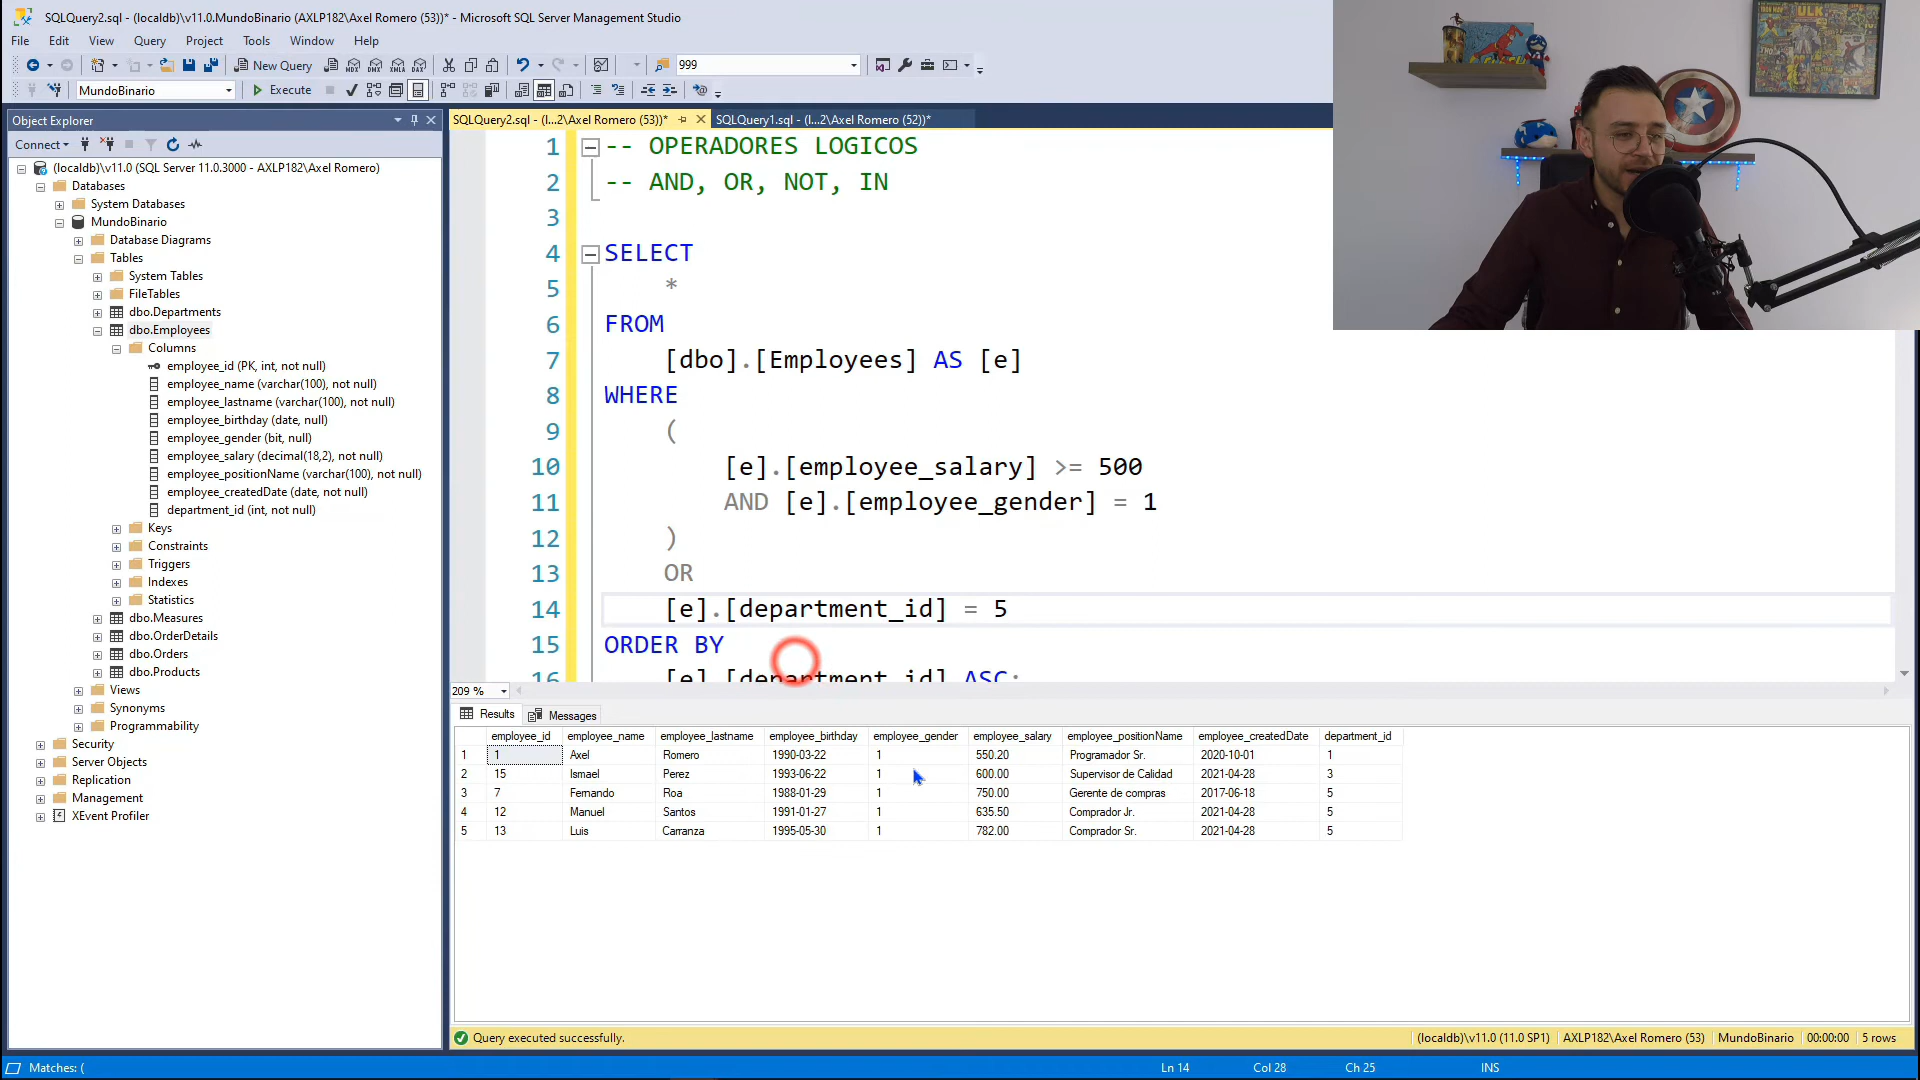 SQLQuery2.sql - (localdb)\v11.0.MundoBinario (AXLP182\Axel Romero (53))* - Microsoft SQL Server Management Studio
File Edit View Query Project Tools Window Help
New Query 999
MundoBinario Execute
Object Explorer
Connect
(localdb)\v11.0 (SQL Server 11.0.3000 - AXLP182\Axel Romero)
Databases
System Databases
MundoBinario
Database Diagrams
Tables
System Tables
FileTables
dbo.Departments
dbo.Employees
Columns
employee_id (PK, int, not null)
employee_name (varchar(100), not null)
employee_lastname (varchar(100), not null)
employee_birthday (date, null)
employee_gender (bit, null)
employee_salary (decimal(18,2), not null)
employee_positionName (varchar(100), not null)
employee_createdDate (date, not null)
department_id (int, not null)
Keys
Constraints
Triggers
Indexes
Statistics
dbo.Measures
dbo.OrderDetails
dbo.Orders
dbo.Products
Views
Synonyms
Programmability
Security
Server Objects
Replication
Management
XEvent Profiler
SQLQuery2.sql - (l...2\Axel Romero (53))* SQLQuery1.sql - (l...2\Axel Romero (52))*
1 -- OPERADORES LOGICOS
2 -- AND, OR, NOT, IN
3
4 SELECT
5 *
6 FROM
7 [dbo].[Employees] AS [e]
8 WHERE
9 (
10 [e].[employee_salary] >= 500
11 AND [e].[employee_gender] = 1
12 )
13 OR
14 [e].[department_id] = 5
15 ORDER BY
16 [e].[department_id] ASC;
209 %
Results Messages
employee_id employee_name employee_lastname employee_birthday employee_gender employee_salary employee_positionName employee_createdDate department_id
1 1 Axel Romero 1990-03-22 1 550.20 Programador Sr. 2020-10-01 1
2 15 Ismael Perez 1993-06-22 1 600.00 Supervisor de Calidad 2021-04-28 3
3 7 Fernando Roa 1988-01-29 1 750.00 Gerente de compras 2017-06-18 5
4 12 Manuel Santos 1991-01-27 1 635.50 Comprador Jr. 2021-04-28 5
5 13 Luis Carranza 1995-05-30 1 782.00 Comprador Sr. 2021-04-28 5
Query executed successfully. (localdb)\v11.0 (11.0 SP1) AXLP182\Axel Romero (53) MundoBinario 00:00:00 5 rows
Matches: ( Ln 14 Col 28 Ch 25 INS